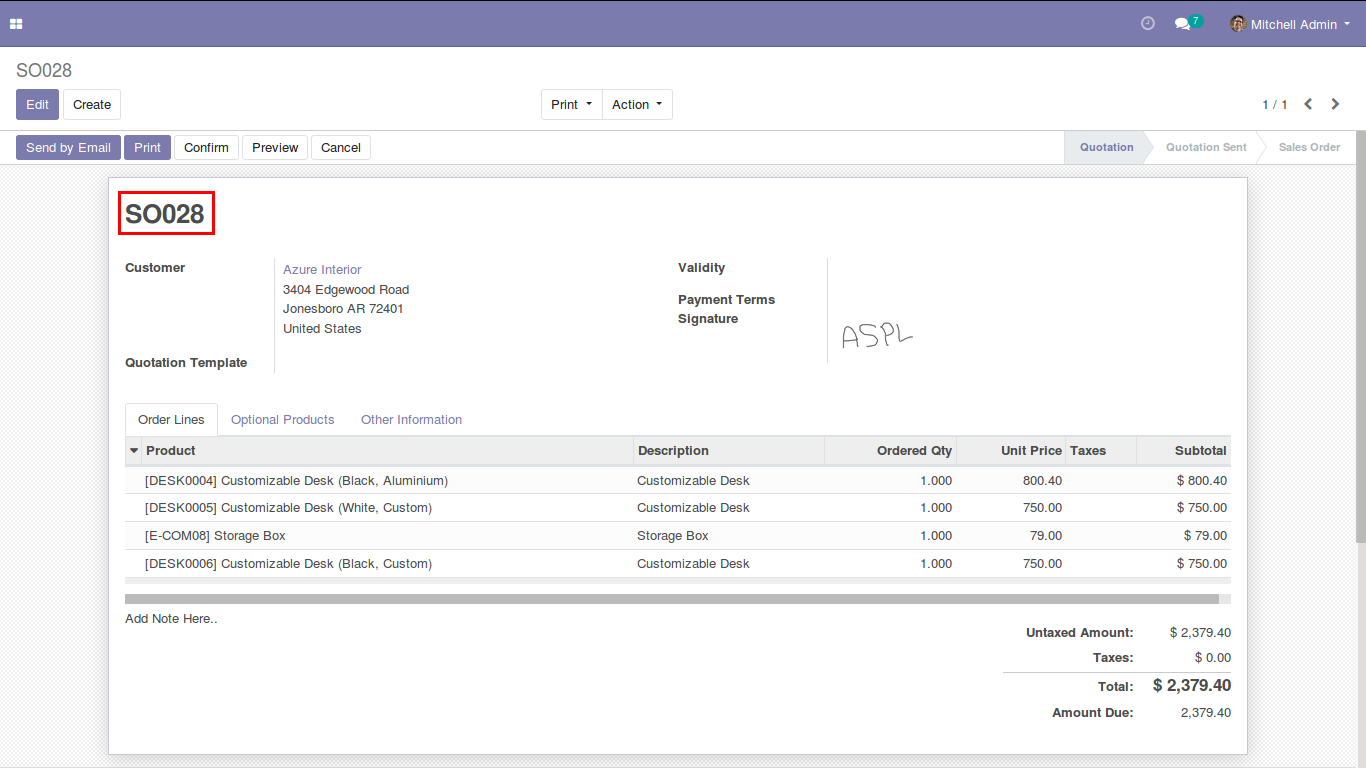 7 Mitchell Admin
SO028
Edit Create Print Action 1 / 1
Send by Email Print Confirm Preview Cancel Quotation Quotation Sent Sales Order
SO028
Customer Azure Interior
3404 Edgewood Road
Jonesboro AR 72401
United States
Quotation Template
Validity
Payment Terms
Signature
ASPL
Order Lines Optional Products Other Information
Product Description Ordered Qty Unit Price Taxes Subtotal
[DESK0004] Customizable Desk (Black, Aluminium) Customizable Desk 1.000 800.40 $ 800.40
[DESK0005] Customizable Desk (White, Custom) Customizable Desk 1.000 750.00 $ 750.00
[E-COM08] Storage Box Storage Box 1.000 79.00 $ 79.00
[DESK0006] Customizable Desk (Black, Custom) Customizable Desk 1.000 750.00 $ 750.00
Add Note Here..
Untaxed Amount: $ 2,379.40
Taxes: $ 0.00
Total: $ 2,379.40
Amount Due: 2,379.40